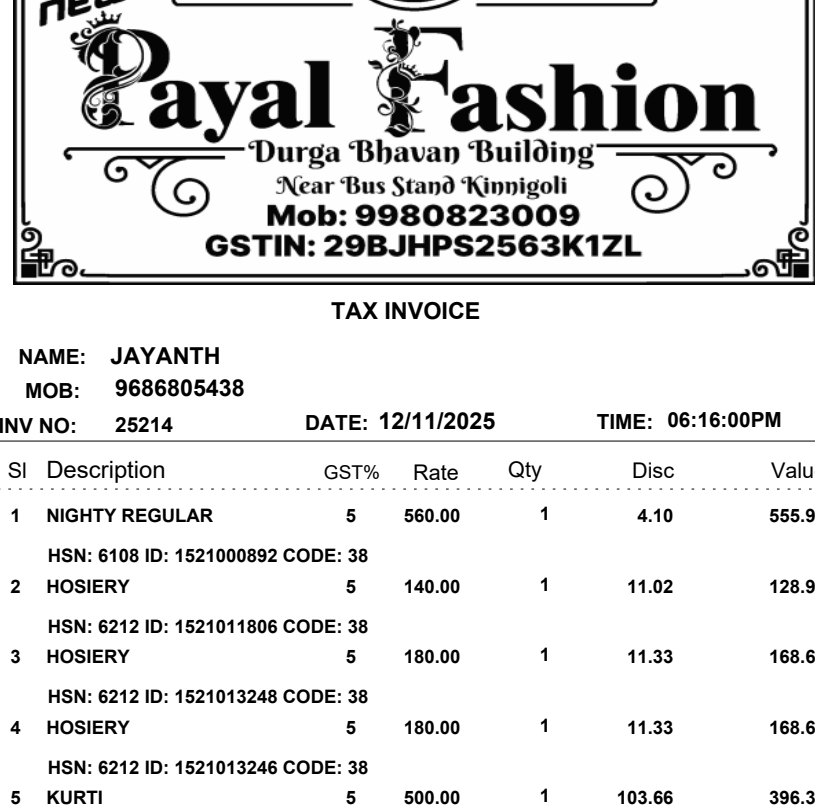 new
Payal Fashion
Durga Bhavan Building
Near Bus Stand Kinnigoli
Mob: 9980823009
GSTIN: 29BJHPS2563K1ZL
TAX INVOICE
NAME: JAYANTH
MOB: 9686805438
INV NO: 25214 DATE: 12/11/2025 TIME: 06:16:00PM
Sl Description GST% Rate Qty Disc Valu
1 NIGHTY REGULAR 5 560.00 1 4.10 555.9
HSN: 6108 ID: 1521000892 CODE: 38
2 HOSIERY 5 140.00 1 11.02 128.9
HSN: 6212 ID: 1521011806 CODE: 38
3 HOSIERY 5 180.00 1 11.33 168.6
HSN: 6212 ID: 1521013248 CODE: 38
4 HOSIERY 5 180.00 1 11.33 168.6
HSN: 6212 ID: 1521013246 CODE: 38
5 KURTI 5 500.00 1 103.66 396.3